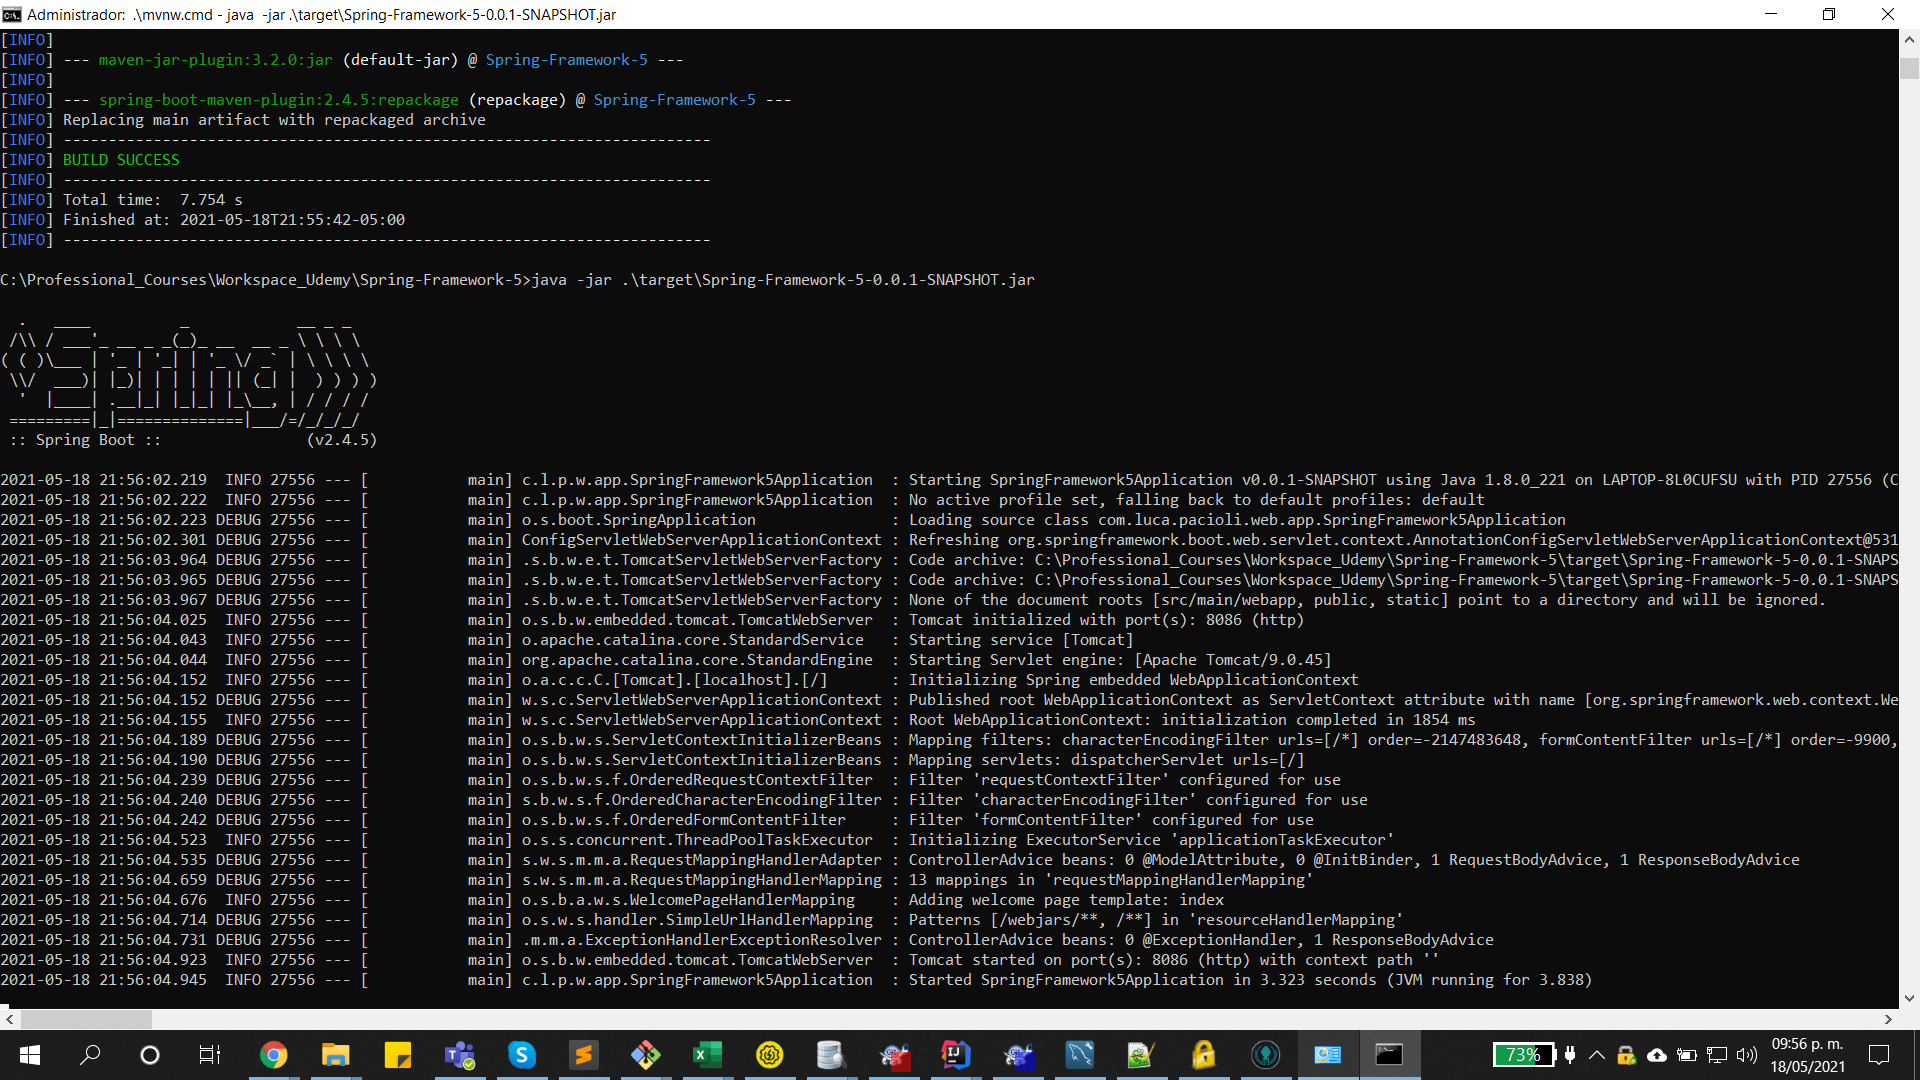 Administrador:  .\mvnw.cmd - java  -jar .\target\Spring-Framework-5-0.0.1-SNAPSHOT.jar
[INFO]
[INFO] --- maven-jar-plugin:3.2.0:jar (default-jar) @ Spring-Framework-5 ---
[INFO]
[INFO] --- spring-boot-maven-plugin:2.4.5:repackage (repackage) @ Spring-Framework-5 ---
[INFO] Replacing main artifact with repackaged archive
[INFO] ------------------------------------------------------------------------
[INFO] BUILD SUCCESS
[INFO] ------------------------------------------------------------------------
[INFO] Total time:  7.754 s
[INFO] Finished at: 2021-05-18T21:55:42-05:00
[INFO] ------------------------------------------------------------------------
C:\Professional_Courses\Workspace_Udemy\Spring-Framework-5>java -jar .\target\Spring-Framework-5-0.0.1-SNAPSHOT.jar
  .   ____          _            __ _ _
 /\\ / ___'_ __ _ _(_)_ __  __ _ \ \ \ \
( ( )\___ | '_ | '_| | '_ \/ _` | \ \ \ \
 \\/  ___)| |_)| | | | | || (_| |  ) ) ) )
  '  |____| .__|_| |_|_| |_\__, | / / / /
 =========|_|==============|___/=/_/_/_/
 :: Spring Boot ::                (v2.4.5)
2021-05-18 21:56:02.219  INFO 27556 --- [           main] c.l.p.w.app.SpringFramework5Application  : Starting SpringFramework5Application v0.0.1-SNAPSHOT using Java 1.8.0_221 on LAPTOP-8L0CUFSU with PID 27556 (C
2021-05-18 21:56:02.222  INFO 27556 --- [           main] c.l.p.w.app.SpringFramework5Application  : No active profile set, falling back to default profiles: default
2021-05-18 21:56:02.223 DEBUG 27556 --- [           main] o.s.boot.SpringApplication               : Loading source class com.luca.pacioli.web.app.SpringFramework5Application
2021-05-18 21:56:02.301 DEBUG 27556 --- [           main] ConfigServletWebServerApplicationContext : Refreshing org.springframework.boot.web.servlet.context.AnnotationConfigServletWebServerApplicationContext@531
2021-05-18 21:56:03.964 DEBUG 27556 --- [           main] .s.b.w.e.t.TomcatServletWebServerFactory : Code archive: C:\Professional_Courses\Workspace_Udemy\Spring-Framework-5\target\Spring-Framework-5-0.0.1-SNAPS
2021-05-18 21:56:03.965 DEBUG 27556 --- [           main] .s.b.w.e.t.TomcatServletWebServerFactory : Code archive: C:\Professional_Courses\Workspace_Udemy\Spring-Framework-5\target\Spring-Framework-5-0.0.1-SNAPS
2021-05-18 21:56:03.967 DEBUG 27556 --- [           main] .s.b.w.e.t.TomcatServletWebServerFactory : None of the document roots [src/main/webapp, public, static] point to a directory and will be ignored.
2021-05-18 21:56:04.025  INFO 27556 --- [           main] o.s.b.w.embedded.tomcat.TomcatWebServer  : Tomcat initialized with port(s): 8086 (http)
2021-05-18 21:56:04.043  INFO 27556 --- [           main] o.apache.catalina.core.StandardService   : Starting service [Tomcat]
2021-05-18 21:56:04.044  INFO 27556 --- [           main] org.apache.catalina.core.StandardEngine  : Starting Servlet engine: [Apache Tomcat/9.0.45]
2021-05-18 21:56:04.152  INFO 27556 --- [           main] o.a.c.c.C.[Tomcat].[localhost].[/]       : Initializing Spring embedded WebApplicationContext
2021-05-18 21:56:04.152 DEBUG 27556 --- [           main] w.s.c.ServletWebServerApplicationContext : Published root WebApplicationContext as ServletContext attribute with name [org.springframework.web.context.We
2021-05-18 21:56:04.155  INFO 27556 --- [           main] w.s.c.ServletWebServerApplicationContext : Root WebApplicationContext: initialization completed in 1854 ms
2021-05-18 21:56:04.189 DEBUG 27556 --- [           main] o.s.b.w.s.ServletContextInitializerBeans : Mapping filters: characterEncodingFilter urls=[/*] order=-2147483648, formContentFilter urls=[/*] order=-9900,
2021-05-18 21:56:04.190 DEBUG 27556 --- [           main] o.s.b.w.s.ServletContextInitializerBeans : Mapping servlets: dispatcherServlet urls=[/]
2021-05-18 21:56:04.239 DEBUG 27556 --- [           main] o.s.b.w.s.f.OrderedRequestContextFilter  : Filter 'requestContextFilter' configured for use
2021-05-18 21:56:04.240 DEBUG 27556 --- [           main] s.b.w.s.f.OrderedCharacterEncodingFilter : Filter 'characterEncodingFilter' configured for use
2021-05-18 21:56:04.242 DEBUG 27556 --- [           main] o.s.b.w.s.f.OrderedFormContentFilter     : Filter 'formContentFilter' configured for use
2021-05-18 21:56:04.523  INFO 27556 --- [           main] o.s.s.concurrent.ThreadPoolTaskExecutor  : Initializing ExecutorService 'applicationTaskExecutor'
2021-05-18 21:56:04.535 DEBUG 27556 --- [           main] s.w.s.m.m.a.RequestMappingHandlerAdapter : ControllerAdvice beans: 0 @ModelAttribute, 0 @InitBinder, 1 RequestBodyAdvice, 1 ResponseBodyAdvice
2021-05-18 21:56:04.659 DEBUG 27556 --- [           main] s.w.s.m.m.a.RequestMappingHandlerMapping : 13 mappings in 'requestMappingHandlerMapping'
2021-05-18 21:56:04.676  INFO 27556 --- [           main] o.s.b.a.w.s.WelcomePageHandlerMapping    : Adding welcome page template: index
2021-05-18 21:56:04.714 DEBUG 27556 --- [           main] o.s.w.s.handler.SimpleUrlHandlerMapping  : Patterns [/webjars/**, /**] in 'resourceHandlerMapping'
2021-05-18 21:56:04.731 DEBUG 27556 --- [           main] .m.m.a.ExceptionHandlerExceptionResolver : ControllerAdvice beans: 0 @ExceptionHandler, 1 ResponseBodyAdvice
2021-05-18 21:56:04.923  INFO 27556 --- [           main] o.s.b.w.embedded.tomcat.TomcatWebServer  : Tomcat started on port(s): 8086 (http) with context path ''
2021-05-18 21:56:04.945  INFO 27556 --- [           main] c.l.p.w.app.SpringFramework5Application  : Started SpringFramework5Application in 3.323 seconds (JVM running for 3.838)
73%
09:56 p. m.
18/05/2021